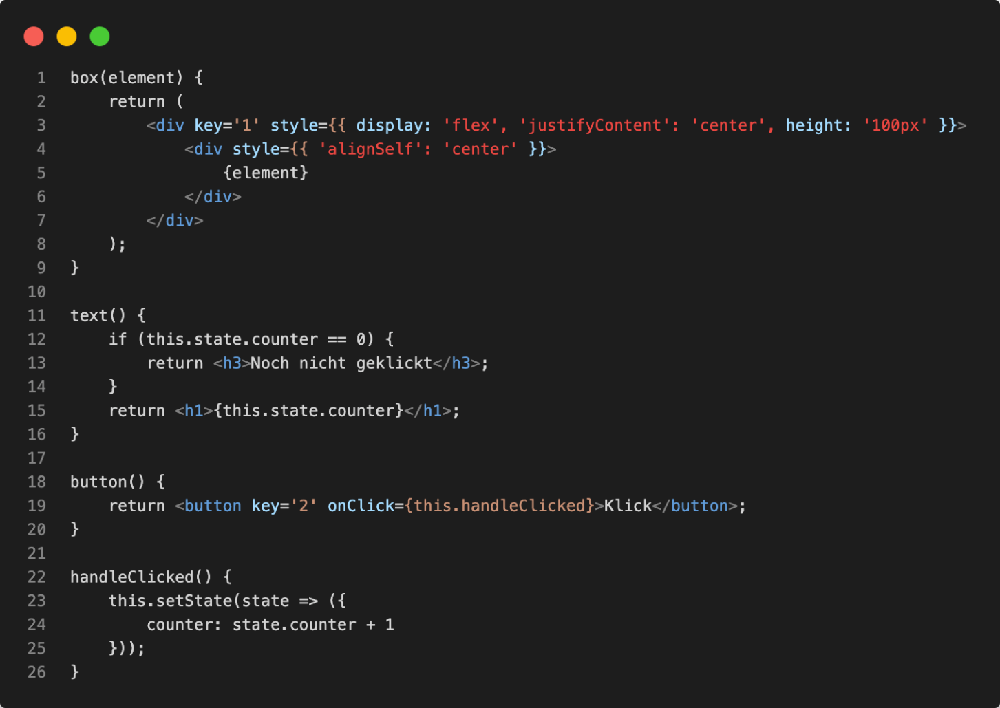 1 box(element) {
2     return (
3         <div key='1' style={{ display: 'flex', 'justifyContent': 'center', height: '100px' }}>
4             <div style={{ 'alignSelf': 'center' }}>
5                 {element}
6             </div>
7         </div>
8     );
9 }
10
11 text() {
12     if (this.state.counter == 0) {
13         return <h3>Noch nicht geklickt</h3>;
14     }
15     return <h1>{this.state.counter}</h1>;
16 }
17
18 button() {
19     return <button key='2' onClick={this.handleClicked}>Klick</button>;
20 }
21
22 handleClicked() {
23     this.setState(state => ({
24         counter: state.counter + 1
25     }));
26 }